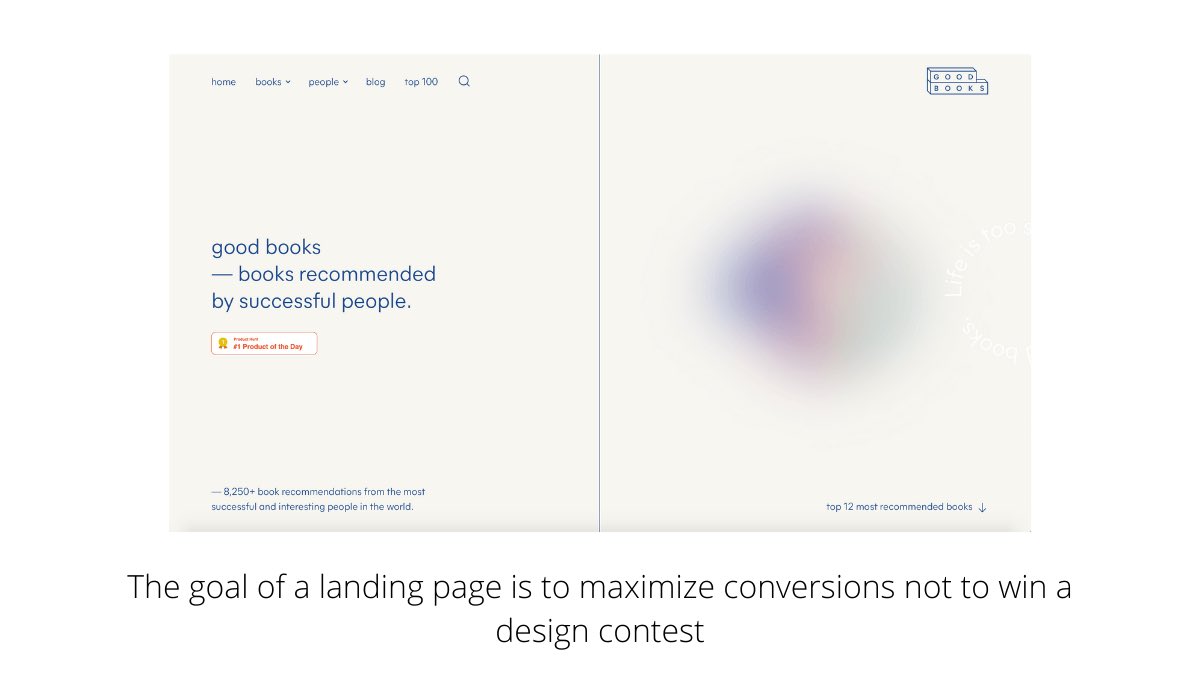 home books people blog top 100
GOOD
BOOKS
good books
— books recommended
by successful people.
Product Hunt
#1 Product of the Day
Life is too s
d books.
— 8,250+ book recommendations from the most
successful and interesting people in the world.
top 12 most recommended books ↓
The goal of a landing page is to maximize conversions not to win a
design contest